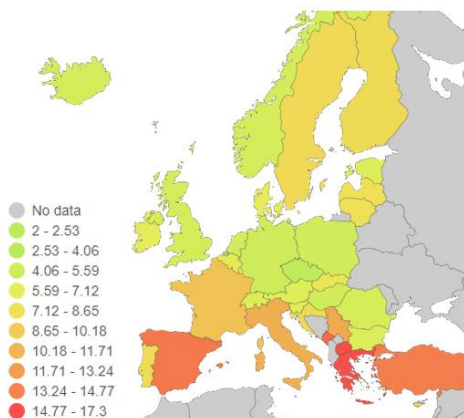 No data
2 - 2.53
2.53 - 4.06
4.06 - 5.59
5.59 - 7.12
7.12 - 8.65
8.65 - 10.18
10.18 - 11.71
11.71 - 13.24
13.24 - 14.77
14.77 - 17.3